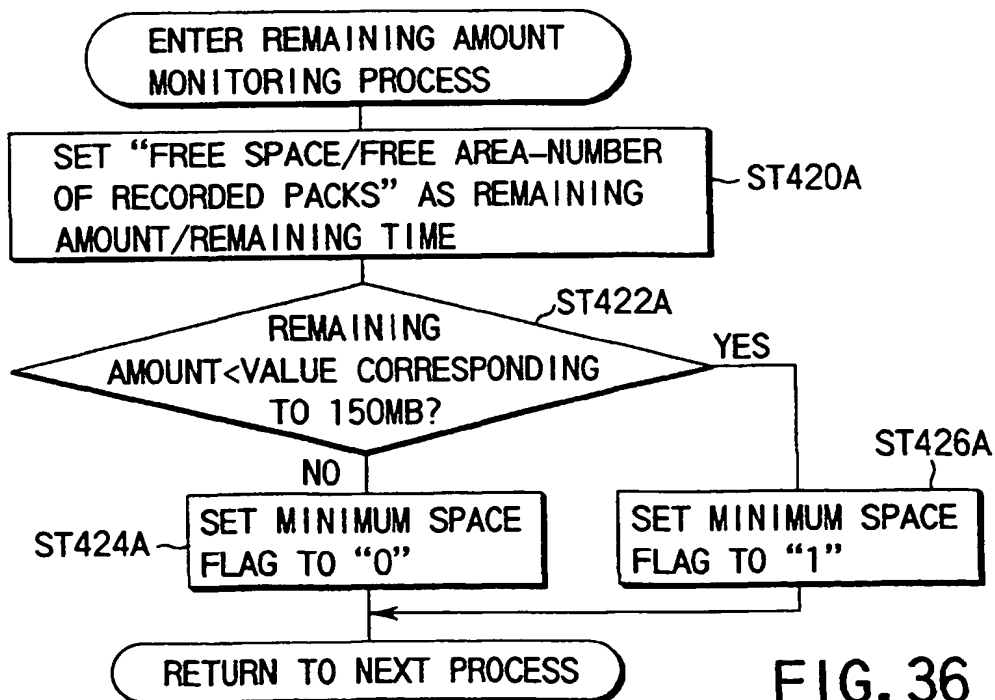 ENTER REMAINING AMOUNT
MONITORING PROCESS
SET “FREE SPACE/FREE AREA–NUMBER
OF RECORDED PACKS” AS REMAINING
AMOUNT/REMAINING TIME
ST420A
ST422A
REMAINING
AMOUNT<VALUE CORRESPONDING
TO 150MB?
YES
NO
ST426A
ST424A
SET MINIMUM SPACE
FLAG TO “0”
SET MINIMUM SPACE
FLAG TO “1”
RETURN TO NEXT PROCESS
FIG. 36